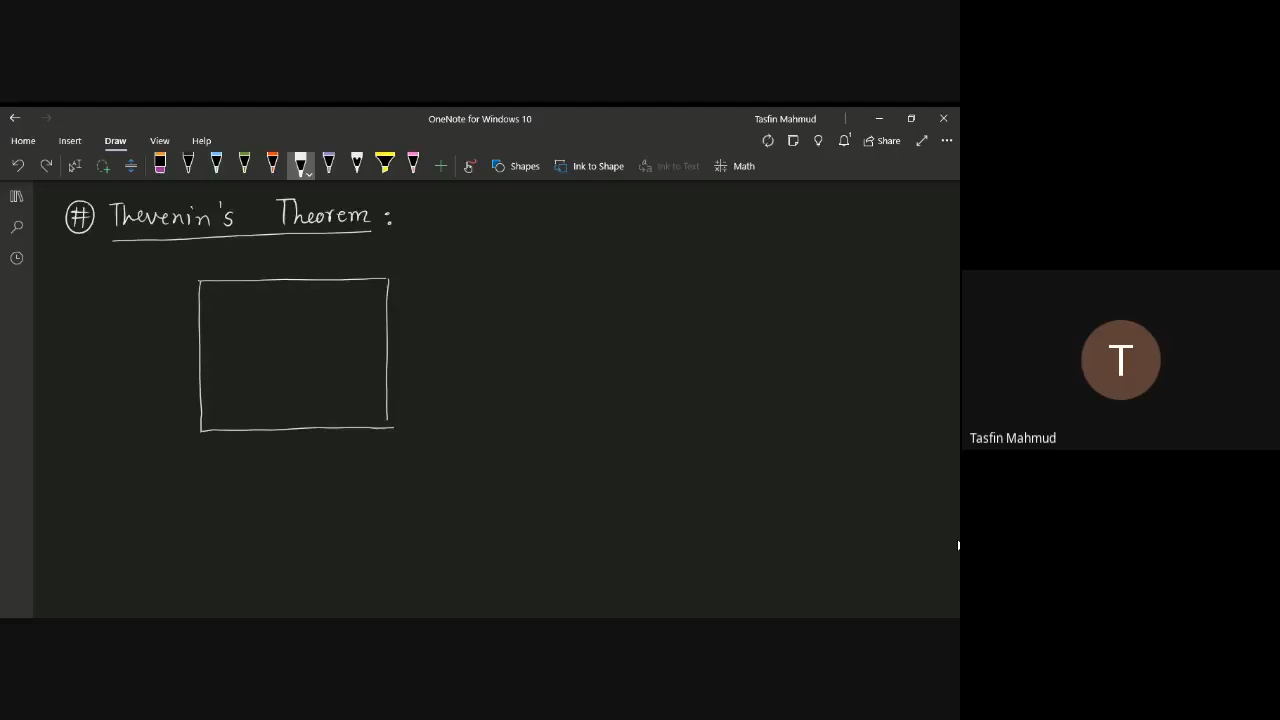 OneNote for Windows 10
Tasfin Mahmud
Home Insert Draw View Help
Share
Shapes Ink to Shape Ink to Text Math
# Thevenin's Theorem :
T
Tasfin Mahmud